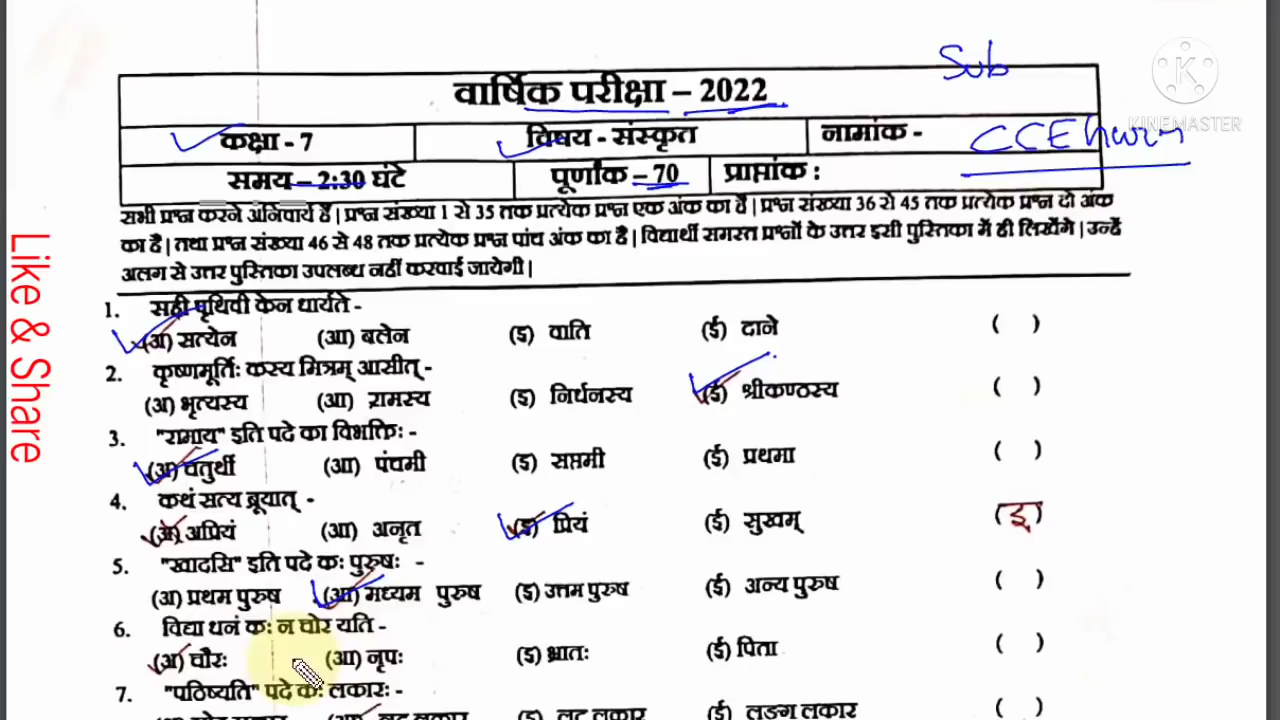 Sub
वार्षिक परीक्षा – 2022
KINEMASTER
कक्षा - 7 विषय - संस्कृत नामांक -
समय – 2:30 घंटे पूर्णांक – 70 प्राप्तांक :
सभी प्रश्न करने अनिवार्य हैं | प्रश्न संख्या 1 से 35 तक प्रत्येक प्रश्न एक अंक का है | प्रश्न संख्या 36 से 45 तक प्रत्येक प्रश्न दो अंक
का है | तथा प्रश्न संख्या 46 से 48 तक प्रत्येक प्रश्न पांच अंक का है | विद्यार्थी समस्त प्रश्नों के उत्तर इसी पुस्तिका में ही लिखेंगे | उन्हें
अलग से उत्तर पुस्तिका उपलब्ध नहीं करवाई जायेगी |
Like & Share
1. सही पृथिवी केन धार्यते -
(अ) सत्येन (आ) बलेन (इ) वाति (ई) दाने ( )
2. कृष्णमूर्तिः कस्य मित्रम् आसीत् -
(अ) भृत्यस्य (आ) रामस्य (इ) निर्धनस्य (ई) श्रीकण्ठस्य ( )
3. "रामाय" इति पदे का विभक्तिः -
(अ) चतुर्थी (आ) पंचमी (इ) सप्तमी (ई) प्रथमा ( )
4. कथं सत्य ब्रूयात् -
(अ) अप्रियं (आ) अनृत (इ) प्रियं (ई) सुखम् (इ)
5. "खादसि" इति पदे कः पुरुषः -
(अ) प्रथम पुरुष (आ) मध्यम पुरुष (इ) उत्तम पुरुष (ई) अन्य पुरुष ( )
6. विद्या धनं कः न चोर यति -
(अ) चौरः (आ) नृपः (इ) भ्रातः (ई) पिता ( )
7. "पठिष्यति" पदे कः लकारः -
(इ) लट लकार (ई) लङग लकार ( )